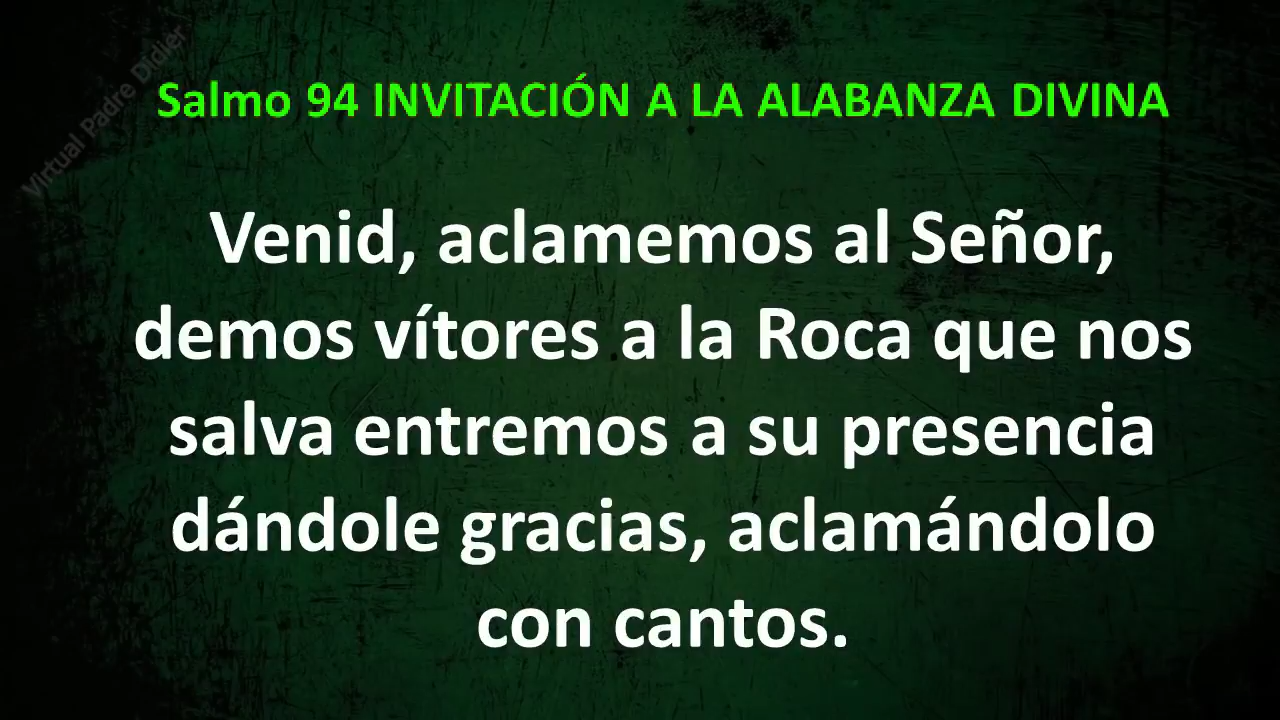 Virtual Padre Didier
Salmo 94 INVITACIÓN A LA ALABANZA DIVINA
Venid, aclamemos al Señor,
demos vítores a la Roca que nos
salva entremos a su presencia
dándole gracias, aclamándolo
con cantos.